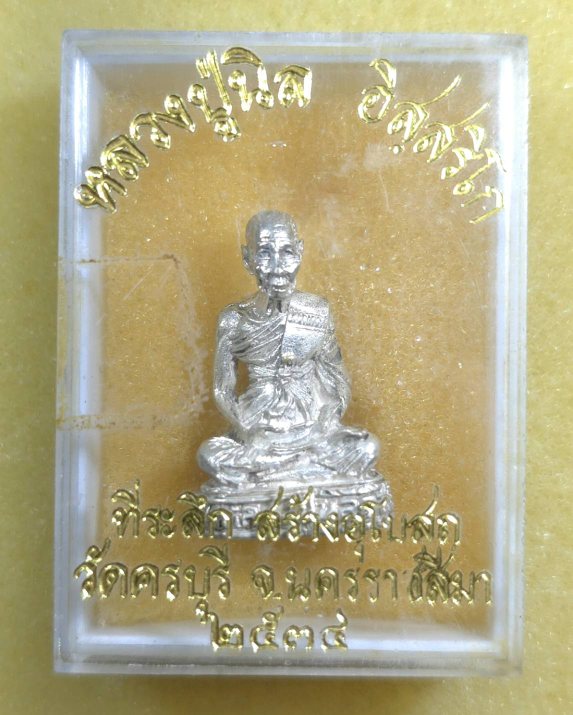 หลวงปู่นิล อิสฺสริโก
ที่ระลึก สร้างอุโบสถ
วัดครบุรี จ.นครราชสีมา
๒๕๓๔